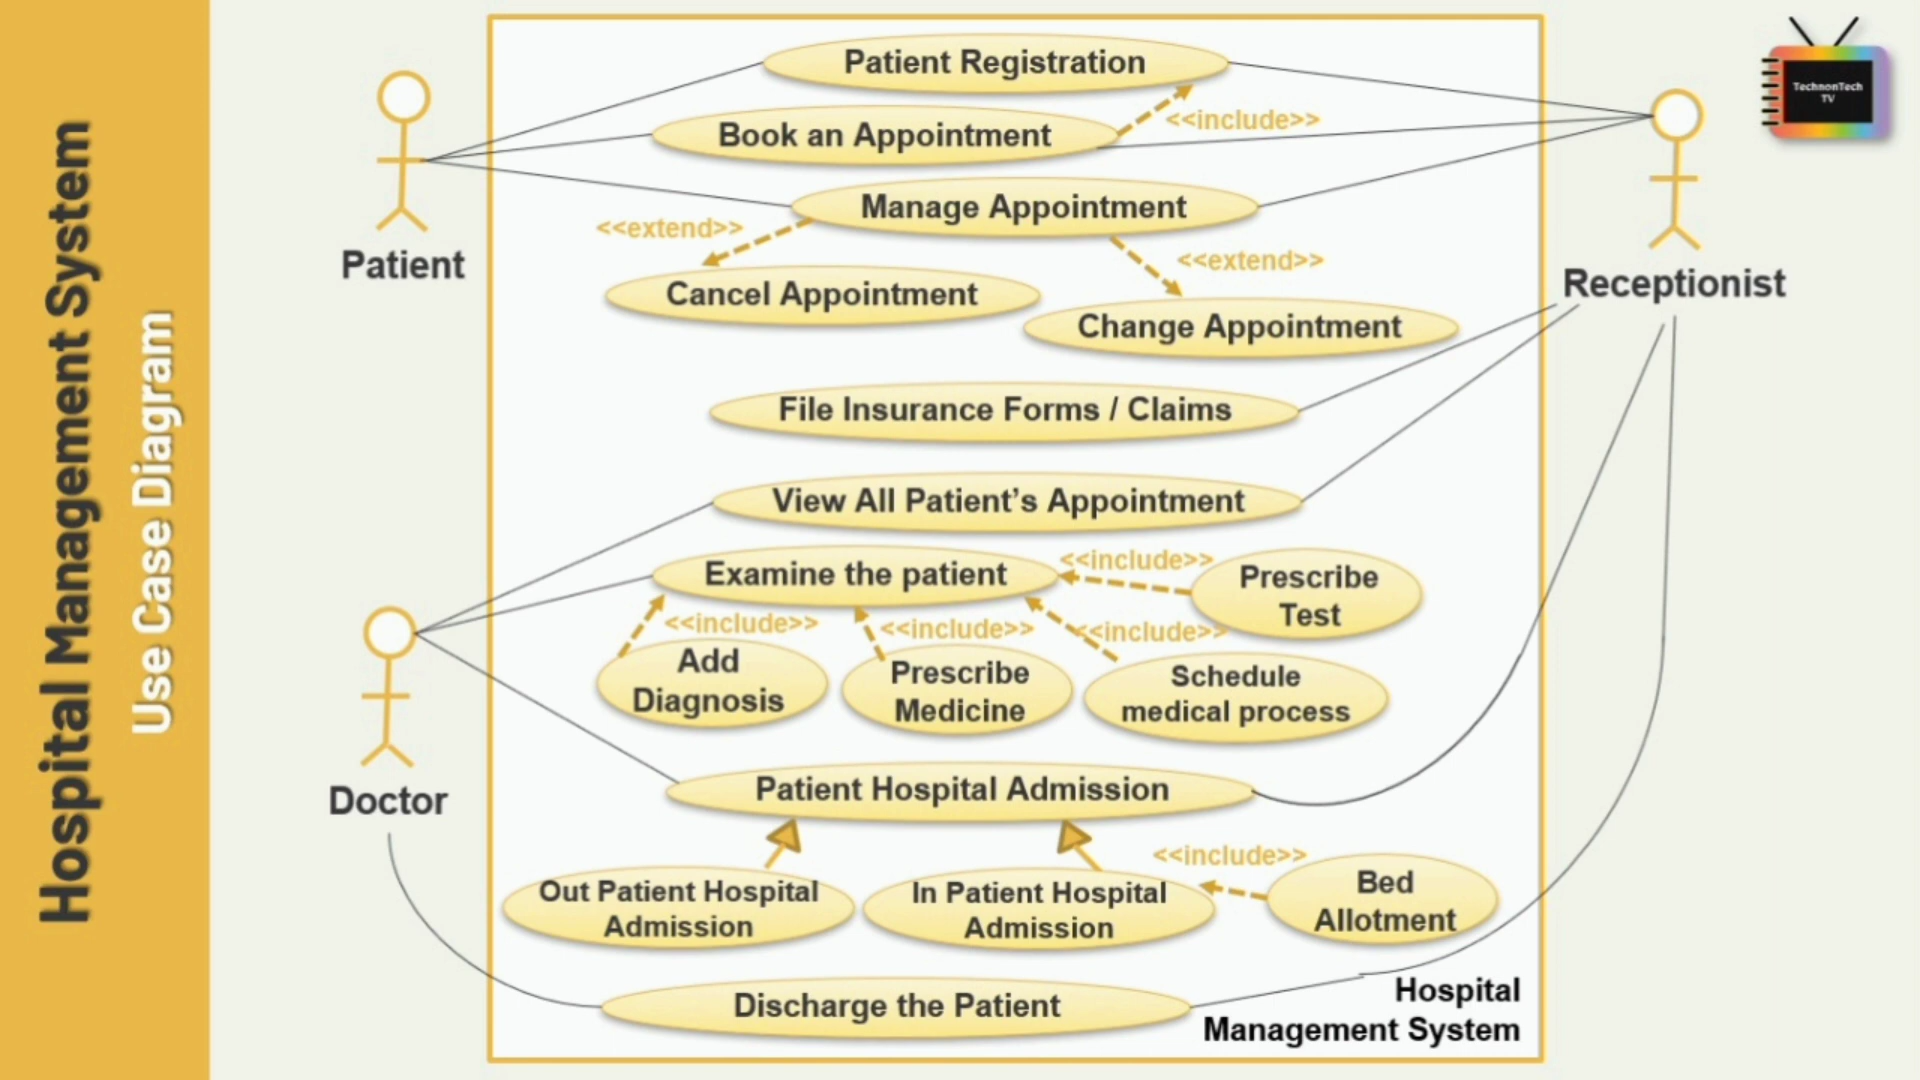 Hospital Management System
Use Case Diagram
TechnonTech
TV
Patient Registration
<<include>>
Book an Appointment
Manage Appointment
<<extend>>
<<extend>>
Patient
Receptionist
Cancel Appointment
Change Appointment
File Insurance Forms / Claims
View All Patient’s Appointment
Examine the patient
<<include>>
Prescribe
Test
<<include>>
<<include>>
<<include>>
Add
Diagnosis
Prescribe
Medicine
Schedule
medical process
Doctor
Patient Hospital Admission
<<include>>
Out Patient Hospital
Admission
In Patient Hospital
Admission
Bed
Allotment
Discharge the Patient
Hospital
Management System